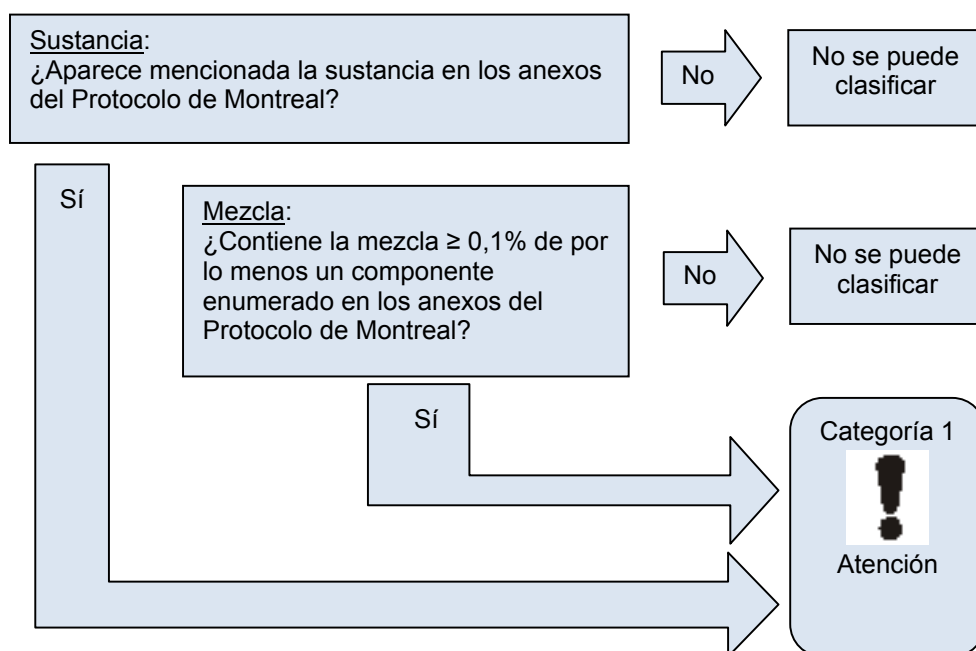 Sustancia:
¿Aparece mencionada la sustancia en los anexos
del Protocolo de Montreal?
No
No se puede
clasificar
Sí
Mezcla:
¿Contiene la mezcla ≥ 0,1% de por
lo menos un componente
enumerado en los anexos del
Protocolo de Montreal?
No
No se puede
clasificar
Sí
Categoría 1
Atención